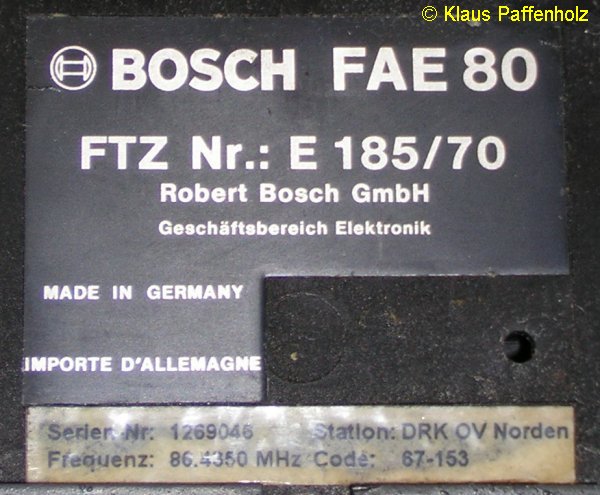 © Klaus Paffenholz
BOSCH FAE 80
FTZ Nr.: E 185/70
Robert Bosch GmbH
Geschäftsbereich Elektronik
MADE IN GERMANY
IMPORTE D'ALLEMAGNE
Serien-Nr: 1269046 Station: DRK OV Norden
Frequenz: 86.4350 MHz Code: 67-153